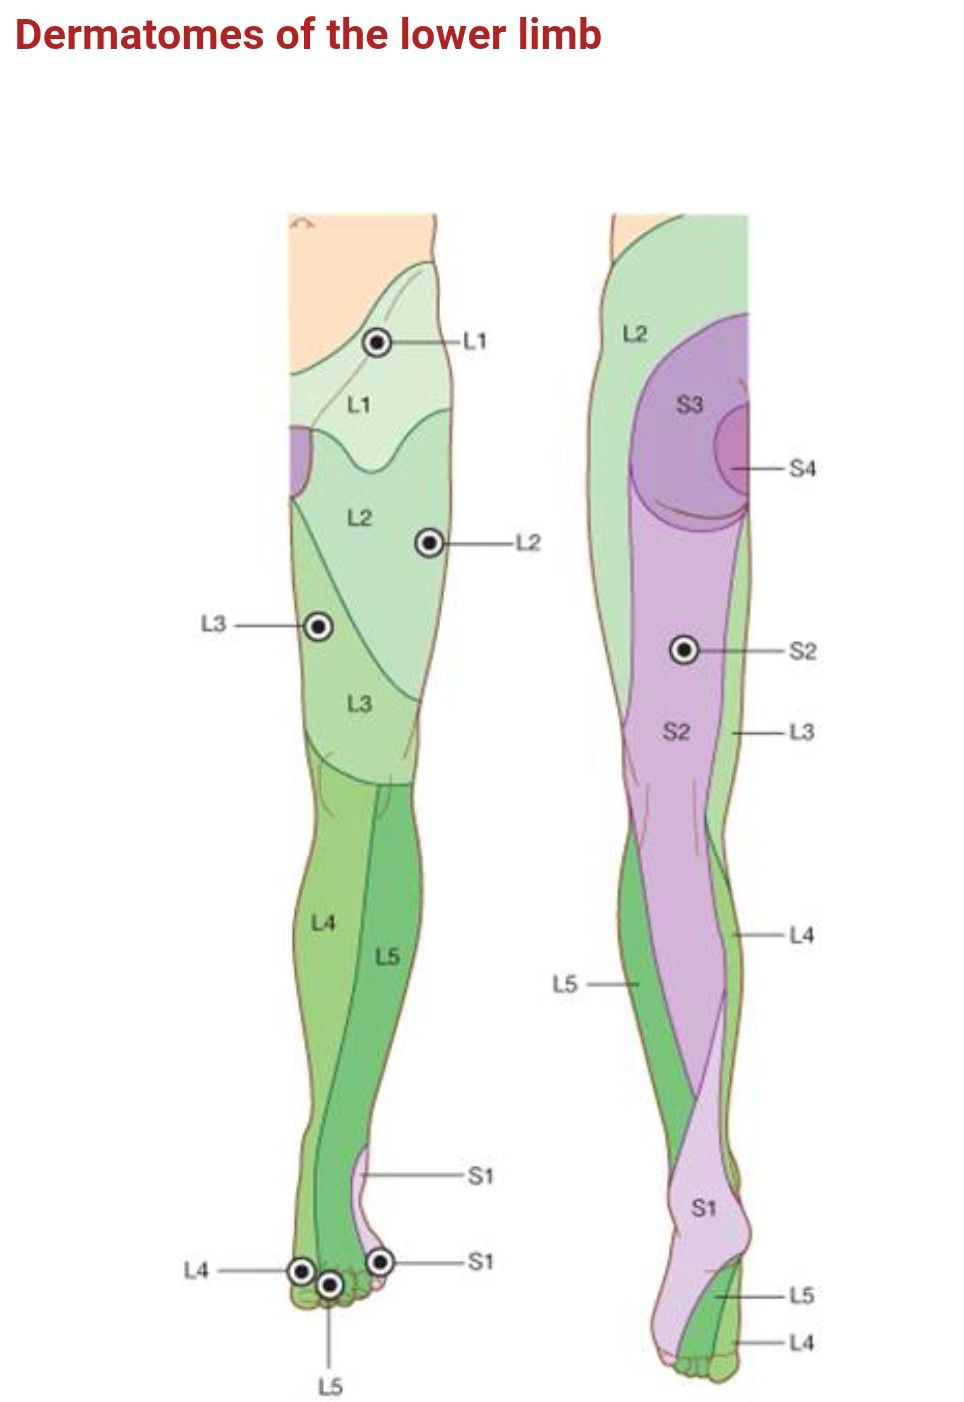 Dermatomes of the lower limb
L1
L1
L2
L2
L3
L3
L4
L5
S1
S1
L4
L5
L2
S3
S4
S2
S2
L3
L4
L5
S1
L5
L4